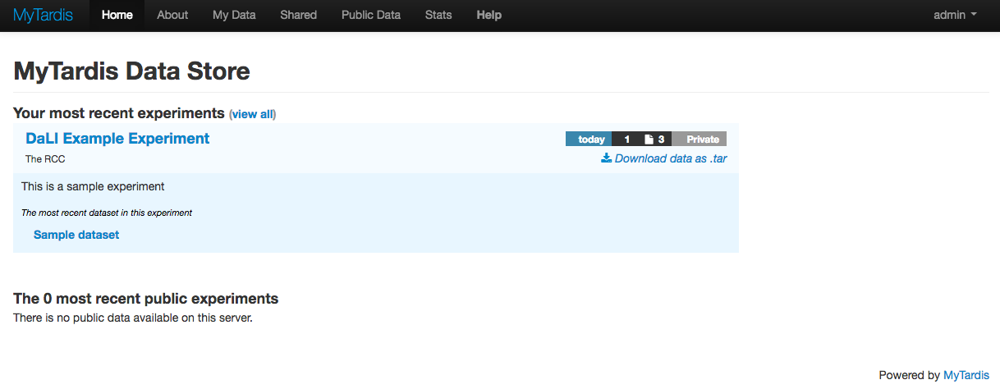 MyTardis Home About My Data Shared Public Data Stats Help admin
MyTardis Data Store
Your most recent experiments (view all)
DaLI Example Experiment today 1 3 Private
The RCC Download data as .tar
This is a sample experiment
The most recent dataset in this experiment
Sample dataset
The 0 most recent public experiments
There is no public data available on this server.
Powered by MyTardis